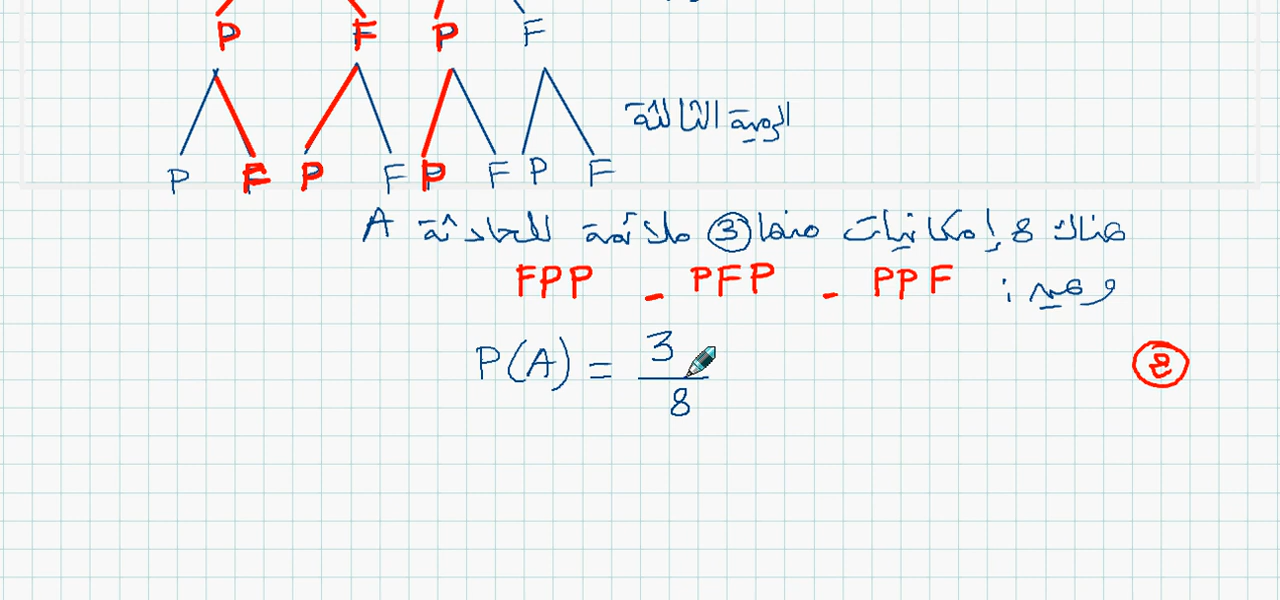 P F P F
الرمية الثالثة
P F P F P F P F
هناك 8 إمكانيات منها 3 ملائمة للحادثة A
وهي : PPF - PFP - FPP
P(A) = 3/8
ع